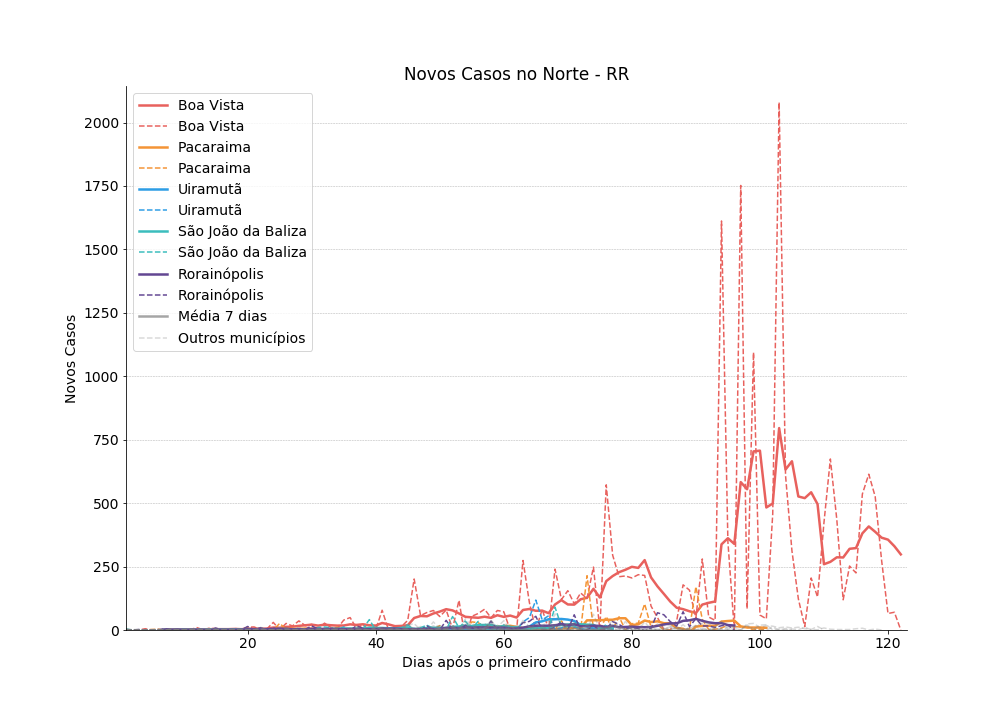 Novos Casos no Norte - RR
Boa Vista
Boa Vista
Pacaraima
Pacaraima
Uiramutã
Uiramutã
São João da Baliza
São João da Baliza
Rorainópolis
Rorainópolis
Média 7 dias
Outros municípios
2000
1750
1500
1250
1000
750
500
250
0
Novos Casos
20 40 60 80 100 120
Dias após o primeiro confirmado